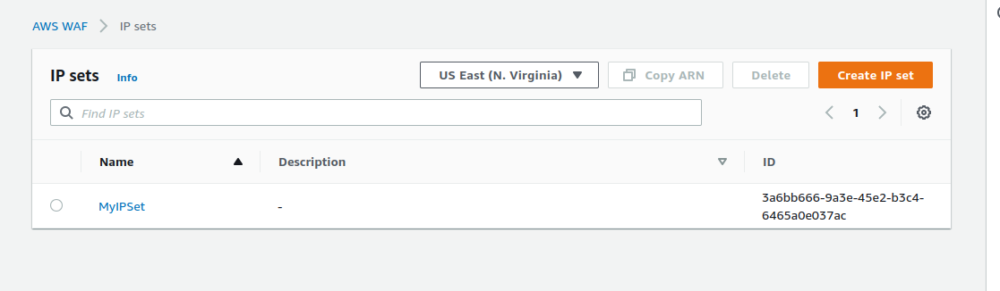 AWS WAF > IP sets
IP sets Info US East (N. Virginia) Copy ARN Delete Create IP set
Find IP sets 1
Name Description ID
MyIPSet - 3a6bb666-9a3e-45e2-b3c4-
6465a0e037ac